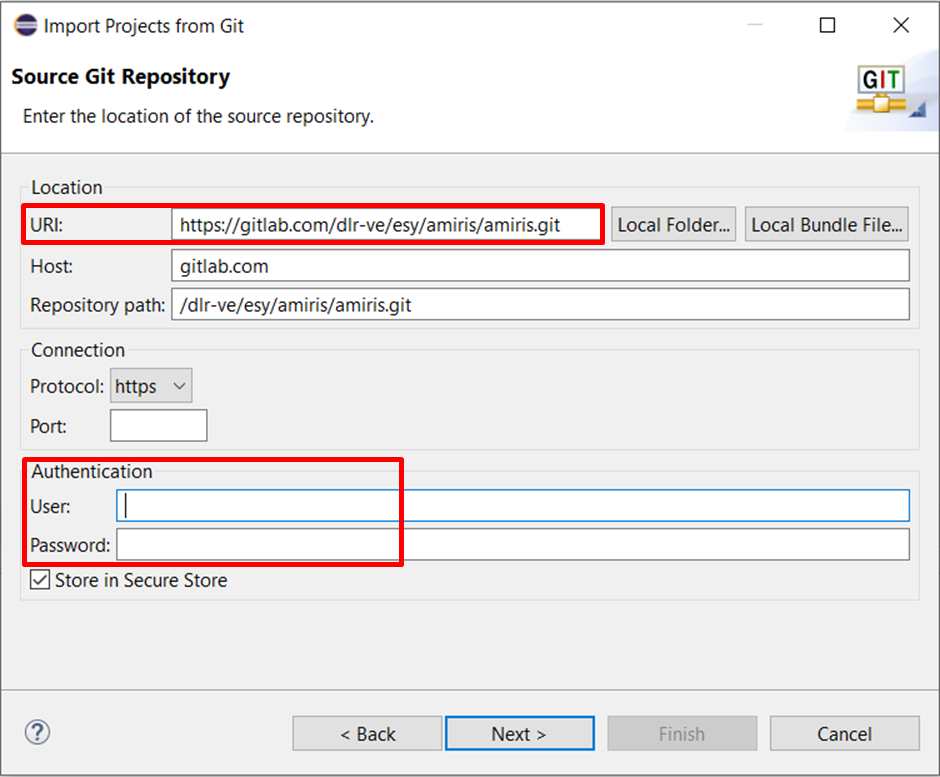 Import Projects from Git
Source Git Repository
Enter the location of the source repository.
GIT
Location
URI: https://gitlab.com/dlr-ve/esy/amiris/amiris.git Local Folder... Local Bundle File...
Host: gitlab.com
Repository path: /dlr-ve/esy/amiris/amiris.git
Connection
Protocol: https
Port:
Authentication
User:
Password:
Store in Secure Store
? < Back Next > Finish Cancel